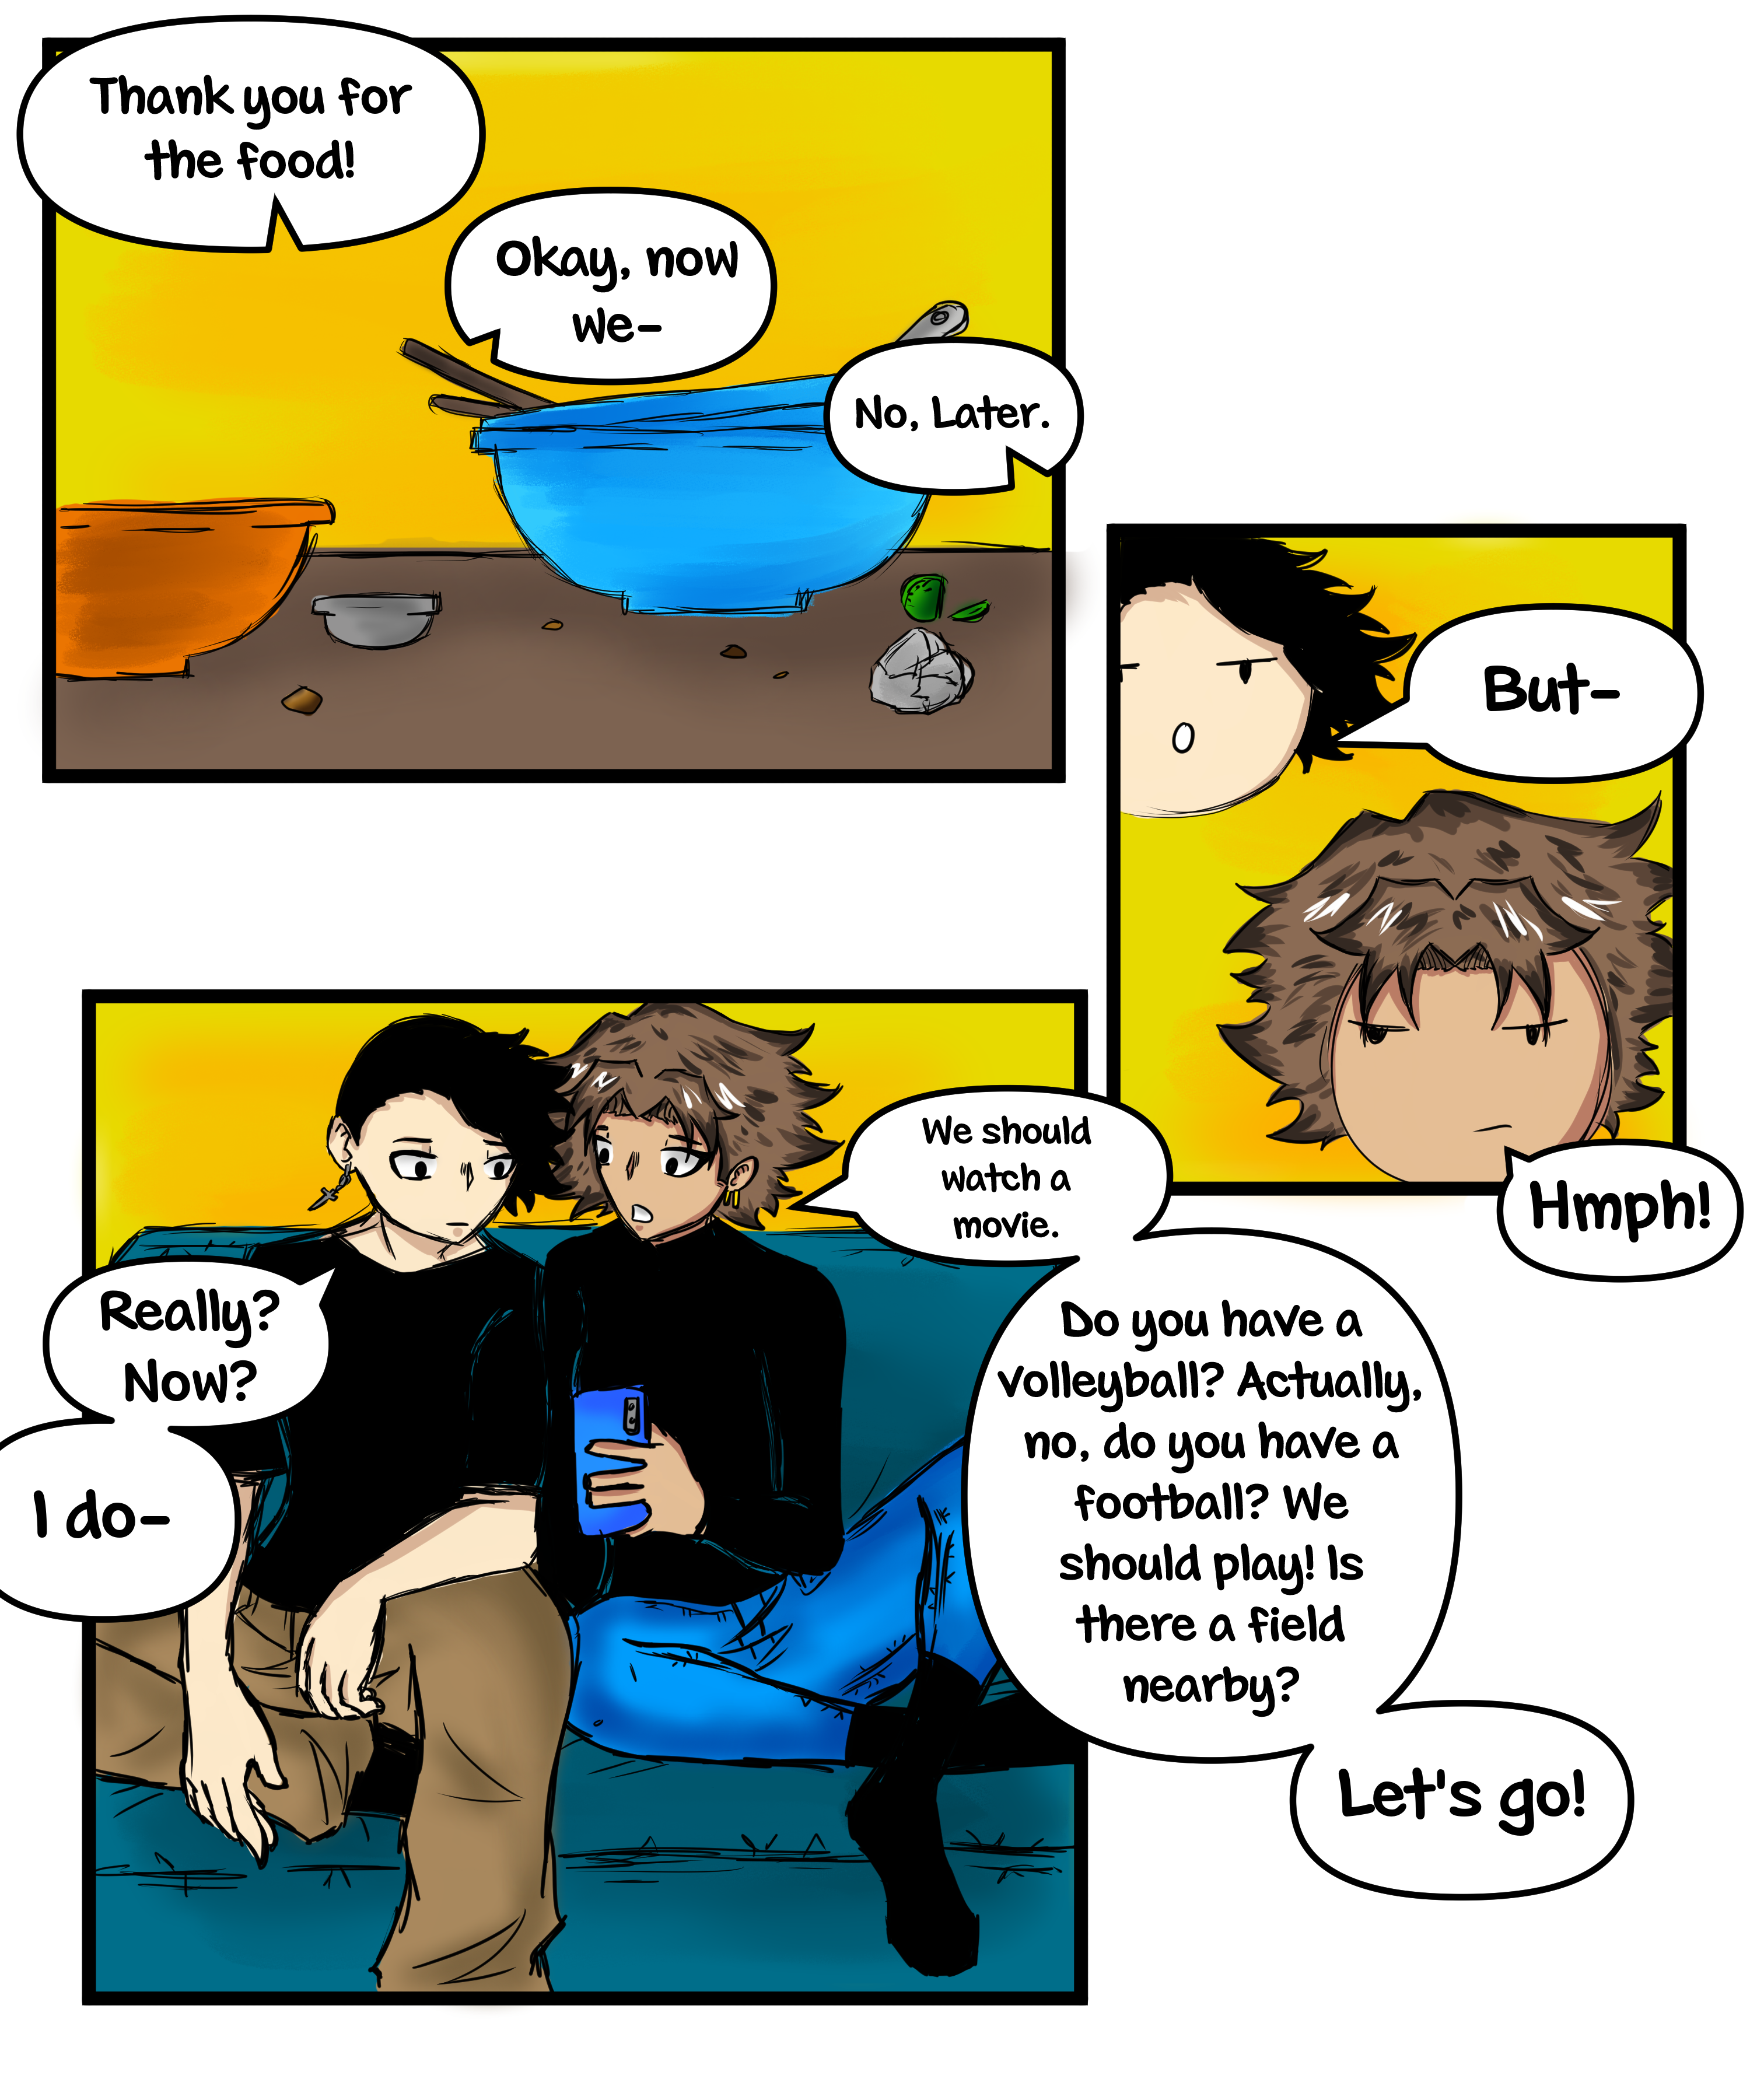 Thank you for
the food!
Okay, now
we-
No, Later.
But-
Hmph!
We should
watch a
movie.
Really?
Now?
I do-
Do you have a
volleyball? Actually,
no, do you have a
football? We
should play! Is
there a field
nearby?
Let's go!